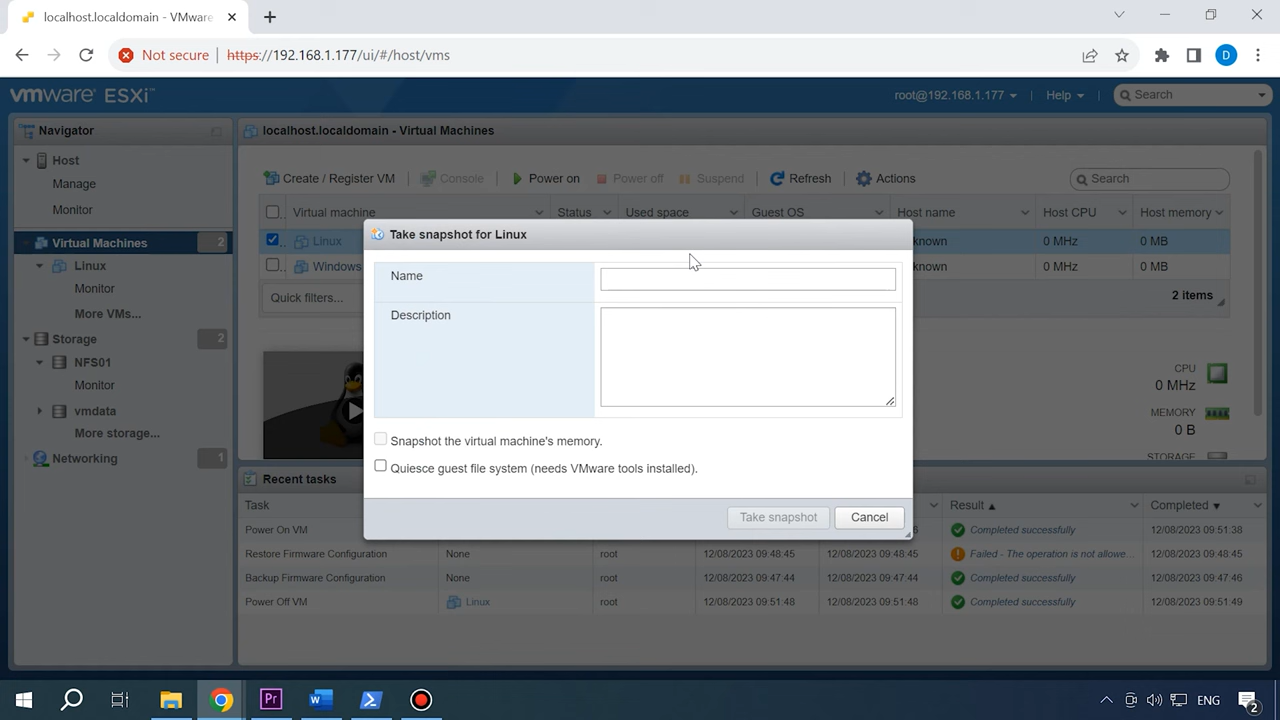 localhost.localdomain - VMware
Not secure
https://192.168.1.177/ui/#/host/vms
D
vmware ESXi
root@192.168.1.177
Help
Search
Navigator
Host
Manage
Monitor
Virtual Machines
2
Linux
Monitor
More VMs...
Storage
2
NFS01
Monitor
vmdata
More storage...
Networking
1
localhost.localdomain - Virtual Machines
Create / Register VM
Console
Power on
Power off
Suspend
Refresh
Actions
Search
Virtual machine
Status
Used space
Guest OS
Host name
Host CPU
Host memory
Linux
known
0 MHz
0 MB
Windows
known
0 MHz
0 MB
Quick filters...
2 items
CPU
0 MHz
MEMORY
0 B
STORAGE
Take snapshot for Linux
Name
Description
Snapshot the virtual machine's memory.
Quiesce guest file system (needs VMware tools installed).
Take snapshot
Cancel
Recent tasks
Task
Result
Completed
Power On VM
6
Completed successfully
12/08/2023 09:51:38
Restore Firmware Configuration
None
root
12/08/2023 09:48:45
12/08/2023 09:48:45
Failed - The operation is not allowe...
12/08/2023 09:48:45
Backup Firmware Configuration
None
root
12/08/2023 09:47:44
12/08/2023 09:47:44
Completed successfully
12/08/2023 09:47:46
Power Off VM
Linux
root
12/08/2023 09:51:48
12/08/2023 09:51:48
Completed successfully
12/08/2023 09:51:49
Pr
W
ENG
2